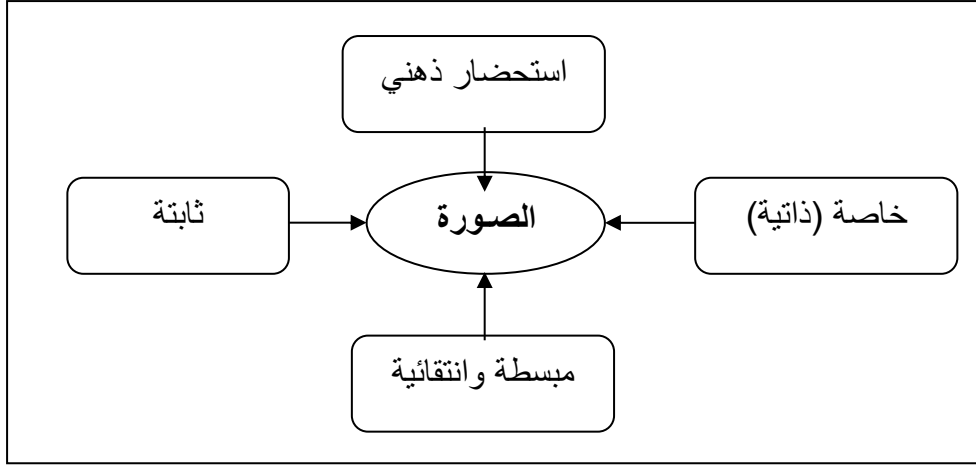 استحضار ذهني
خاصة (ذاتية)
الصورة
ثابتة
مبسطة وانتقائية